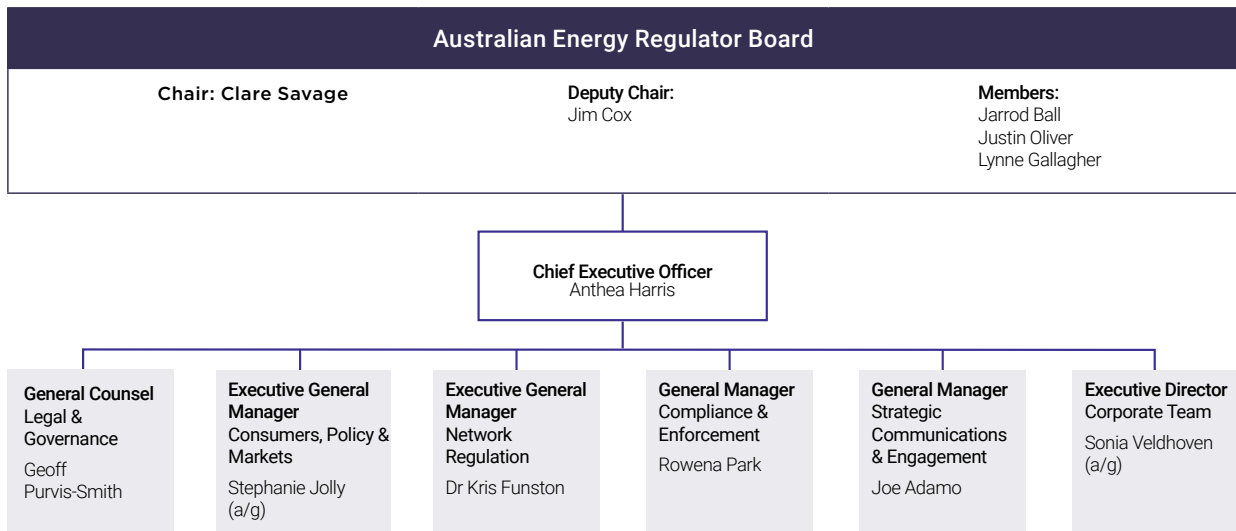 Australian Energy Regulator Board
Chair: Clare Savage
Deputy Chair:
Jim Cox
Members:
Jarrod Ball
Justin Oliver
Lynne Gallagher
Chief Executive Officer
Anthea Harris
General Counsel
Legal &
Governance
Geoff
Purvis-Smith
Executive General
Manager
Consumers, Policy &
Markets
Stephanie Jolly
(a/g)
Executive General
Manager
Network
Regulation
Dr Kris Funston
General Manager
Compliance &
Enforcement
Rowena Park
General Manager
Strategic
Communications
& Engagement
Joe Adamo
Executive Director
Corporate Team
Sonia Veldhoven
(a/g)